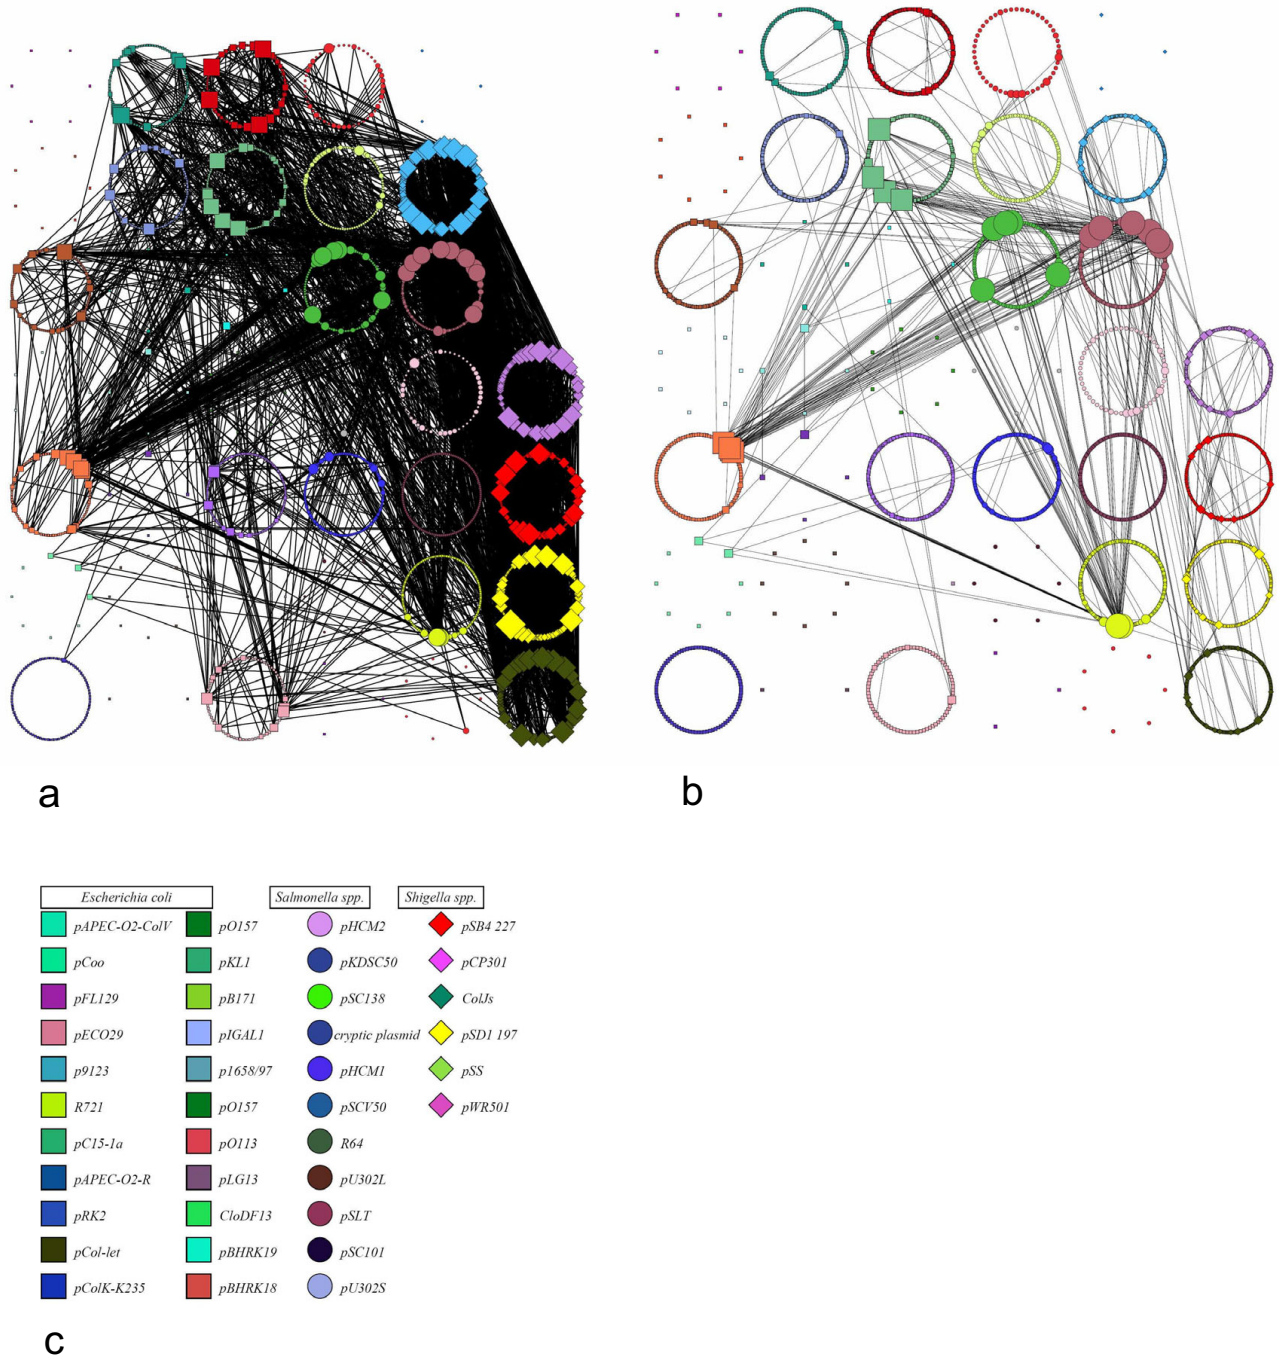 a
b
Escherichia coli Salmonella spp. Shigella spp.
pAPEC-O2-ColV pO157 pHCM2 pSB4 227
pCoo pKL1 pKDSC50 pCP301
pFL129 pB171 pSC138 ColJs
pECO29 pIGAL1 cryptic plasmid pSD1 197
p9123 p1658/97 pHCM1 pSS
R721 pO157 pSCV50 pWR501
pC15-1a pO113 R64
pAPEC-O2-R pLG13 pU302L
pRK2 CloDF13 pSLT
pCol-let pBHRK19 pSC101
pColK-K235 pBHRK18 pU302S
c